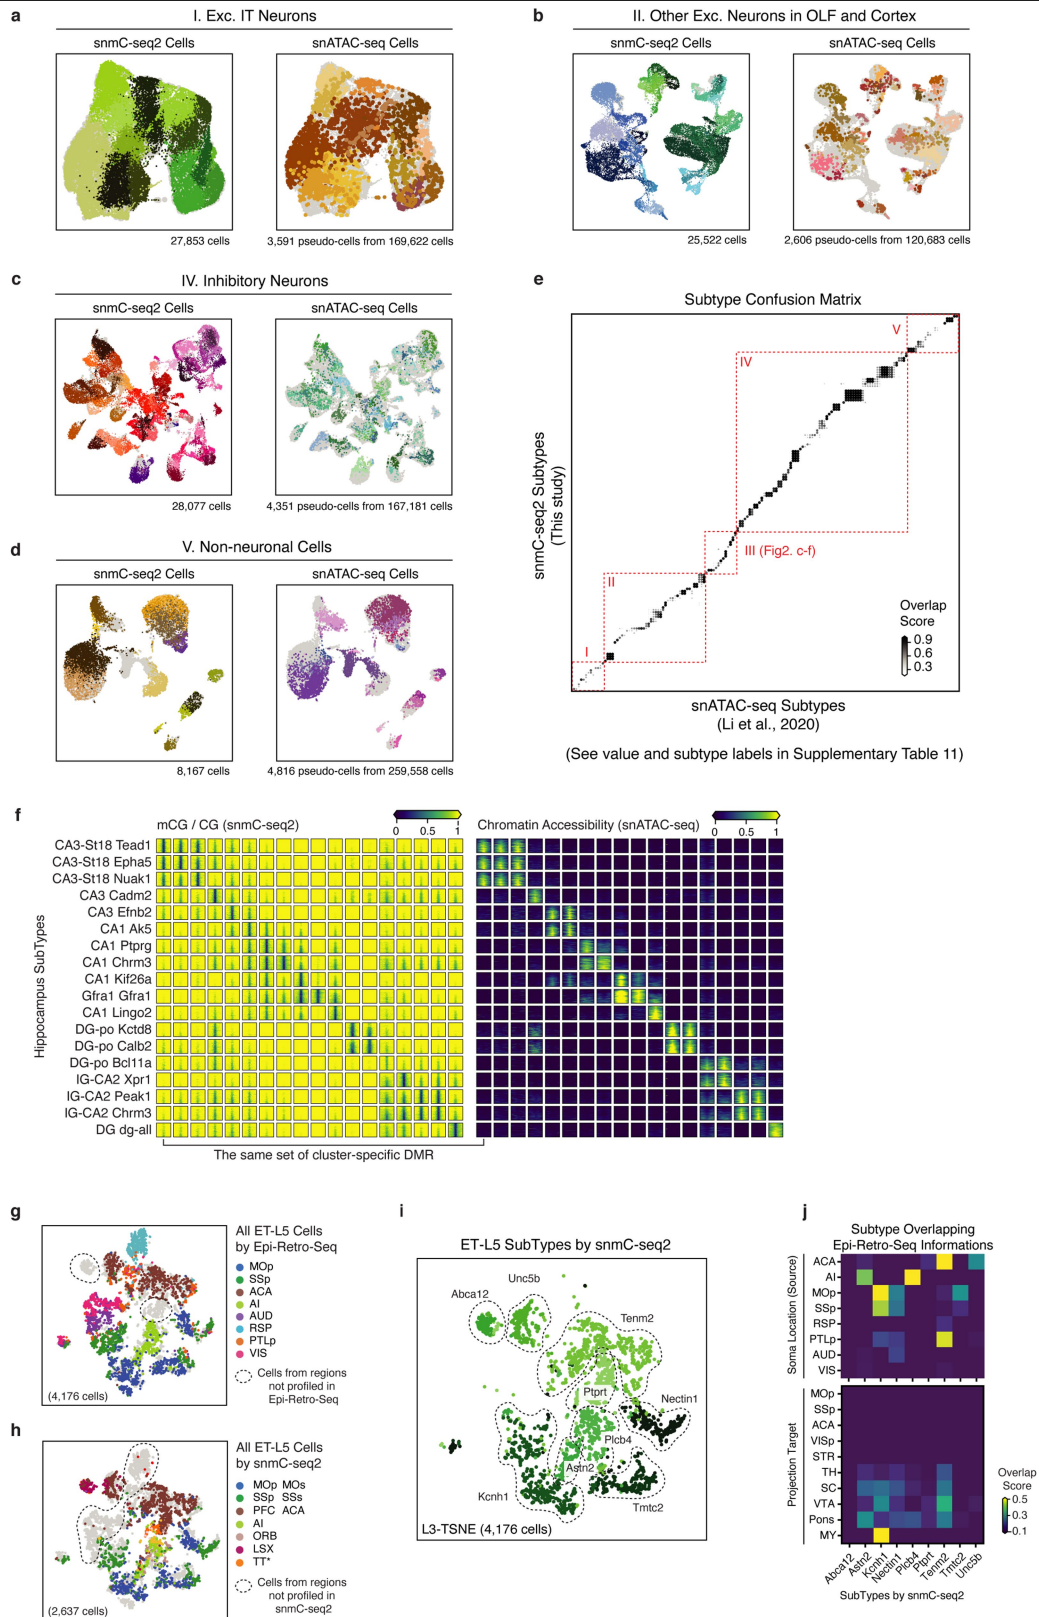 a
I. Exc. IT Neurons
snmC-seq2 Cells
snATAC-seq Cells
27,853 cells
3,591 pseudo-cells from 169,622 cells
b
II. Other Exc. Neurons in OLF and Cortex
snmC-seq2 Cells
snATAC-seq Cells
25,522 cells
2,606 pseudo-cells from 120,683 cells
c
IV. Inhibitory Neurons
snmC-seq2 Cells
snATAC-seq Cells
28,077 cells
4,351 pseudo-cells from 167,181 cells
d
V. Non-neuronal Cells
snmC-seq2 Cells
snATAC-seq Cells
8,167 cells
4,816 pseudo-cells from 259,558 cells
e
Subtype Confusion Matrix
snmC-seq2 Subtypes
(This study)
V
IV
III (Fig2. c-f)
II
I
Overlap
Score
0.9
0.6
0.3
snATAC-seq Subtypes
(Li et al., 2020)
(See value and subtype labels in Supplementary Table 11)
f
mCG / CG (snmC-seq2)
0 0.5 1
Chromatin Accessibility (snATAC-seq)
0 0.5 1
Hippocampus SubTypes
CA3-St18 Tead1
CA3-St18 Epha5
CA3-St18 Nuak1
CA3 Cadm2
CA3 Efnb2
CA1 Ak5
CA1 Ptprg
CA1 Chrm3
CA1 Kif26a
Gfra1 Gfra1
CA1 Lingo2
DG-po Kctd8
DG-po Calb2
DG-po Bcl11a
IG-CA2 Xpr1
IG-CA2 Peak1
IG-CA2 Chrm3
DG dg-all
The same set of cluster-specific DMR
g
All ET-L5 Cells
by Epi-Retro-Seq
MOp
SSp
ACA
AI
AUD
RSP
PTLp
VIS
Cells from regions
not profiled in
Epi-Retro-Seq
(4,176 cells)
h
All ET-L5 Cells
by snmC-seq2
MOp MOs
SSp SSs
PFC ACA
AI
ORB
LSX
TT*
Cells from regions
not profiled in
snmC-seq2
(2,637 cells)
i
ET-L5 SubTypes by snmC-seq2
Unc5b
Abca12
Tenm2
Ptprt
Nectin1
Plcb4
Astn2
Kcnh1
Tmtc2
L3-TSNE (4,176 cells)
j
Subtype Overlapping
Epi-Retro-Seq Informations
Soma Location (Source)
ACA
AI
MOp
SSp
RSP
PTLp
AUD
VIS
Projection Target
MOp
SSp
ACA
VISp
STR
TH
SC
VTA
Pons
MY
Overlap
Score
0.5
0.3
0.1
Abca12 Astn2 Kcnh1 Nectin1 Plcb4 Ptprt Tenm2 Tmtc2 Unc5b
SubTypes by snmC-seq2